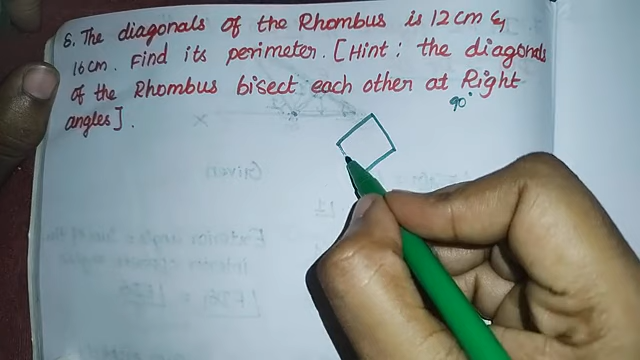 6. The diagonals of the Rhombus is 12 cm &
16 cm. Find its perimeter. [Hint : the diagonals
of the Rhombus bisect each other at Right
90°
angles].